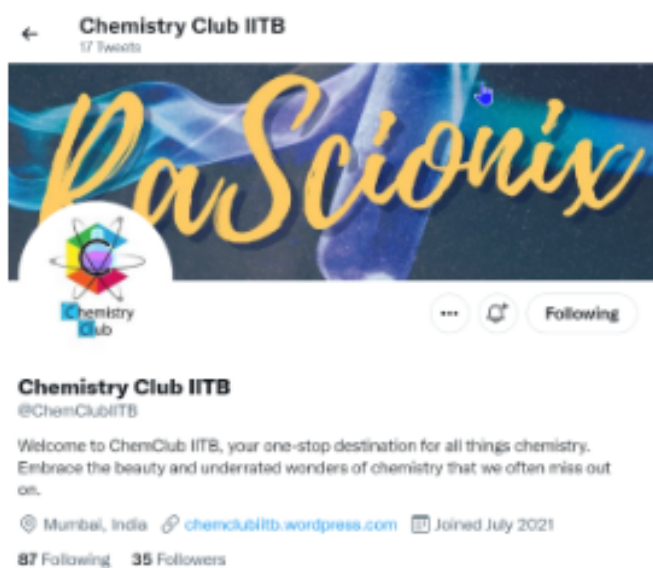 Chemistry Club IITB
17 Tweets
PaScionix
C
Chemistry
Club
Following
Chemistry Club IITB
@ChemClubIITB
Welcome to ChemClub IITB, your one-stop destination for all things chemistry.
Embrace the beauty and underrated wonders of chemistry that we often miss out
on.
Mumbai, India chemclubiitb.wordpress.com Joined July 2021
87 Following 35 Followers